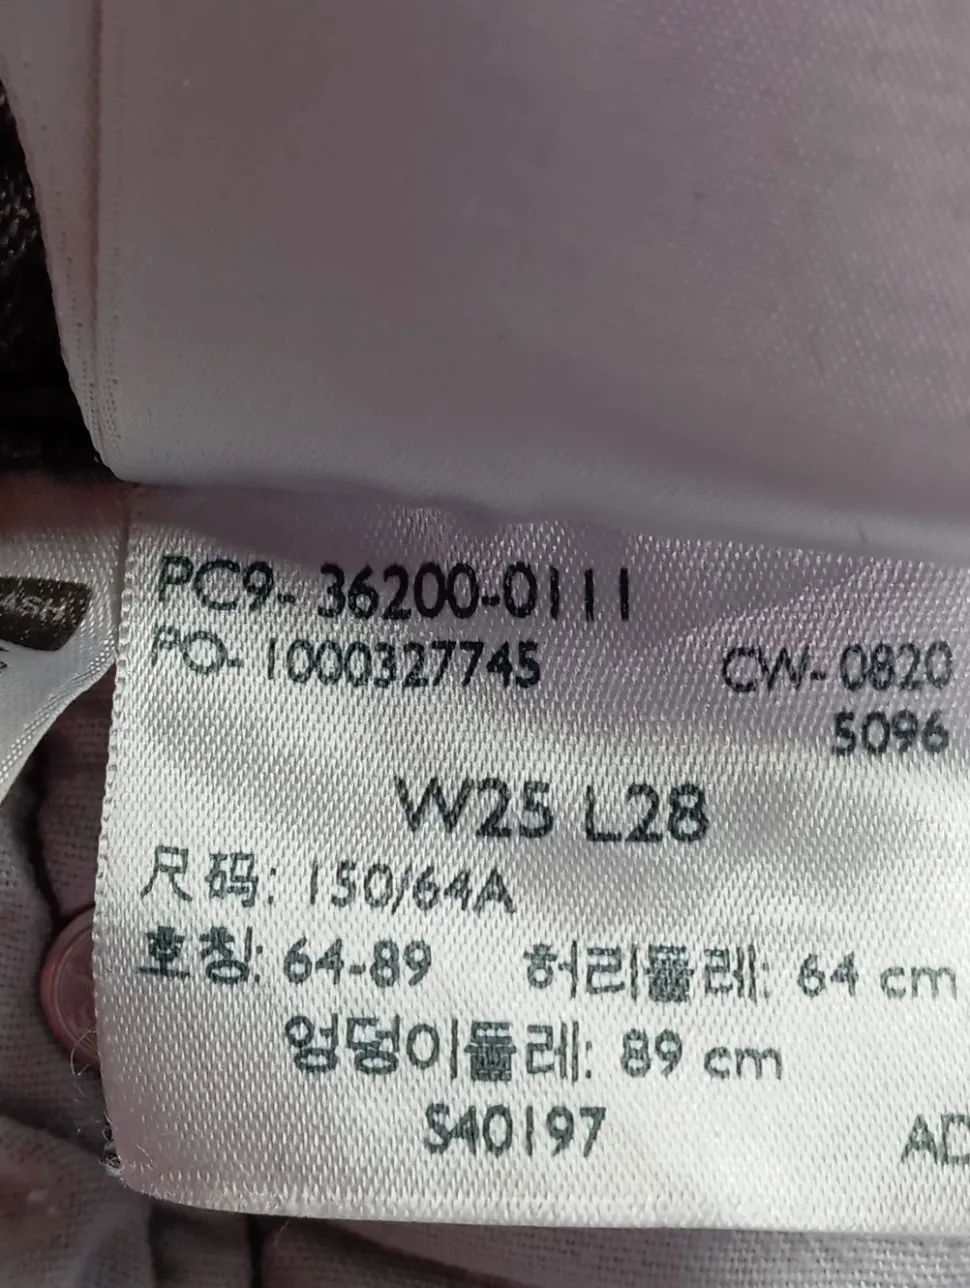 PC9- 36200-0111
PO- 1000327745 CW- 0820
5096
W25 L28
尺码: 150/64A
호칭: 64-89 허리둘레: 64 cm
엉덩이둘레: 89 cm
S40197